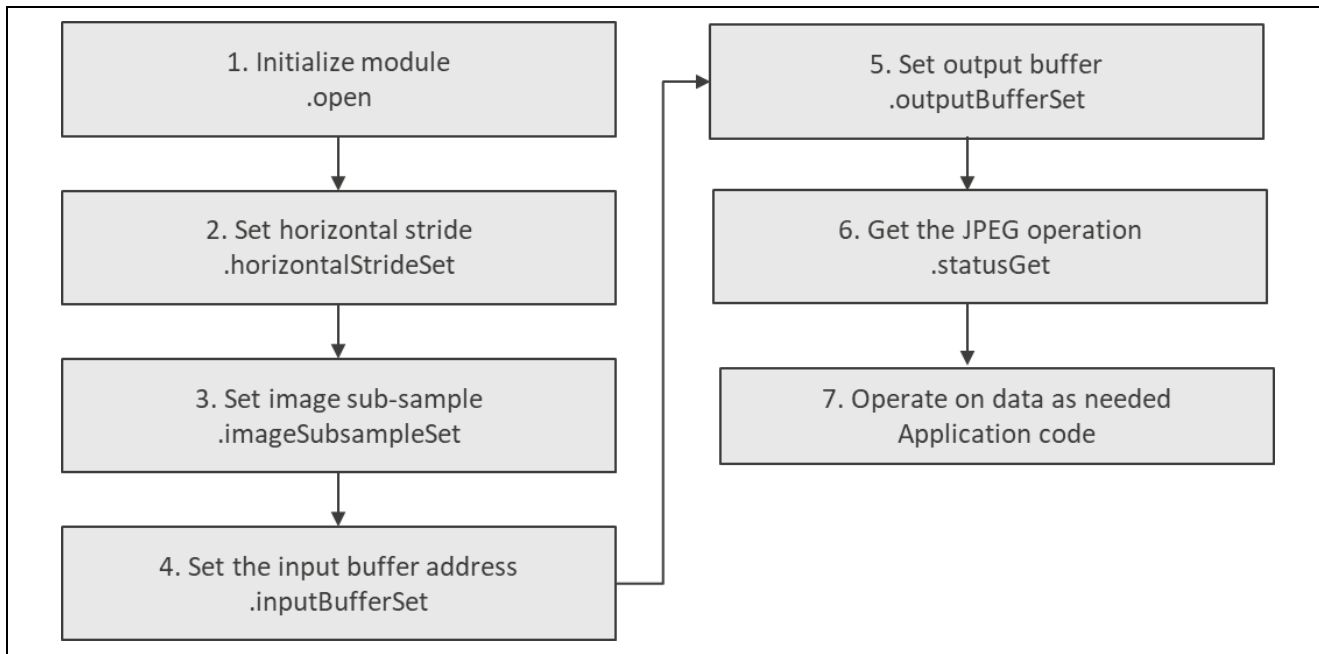 1. Initialize module
.open
2. Set horizontal stride
.horizontalStrideSet
3. Set image sub-sample
.imageSubsampleSet
4. Set the input buffer address
.inputBufferSet
5. Set output buffer
.outputBufferSet
6. Get the JPEG operation
.statusGet
7. Operate on data as needed
Application code